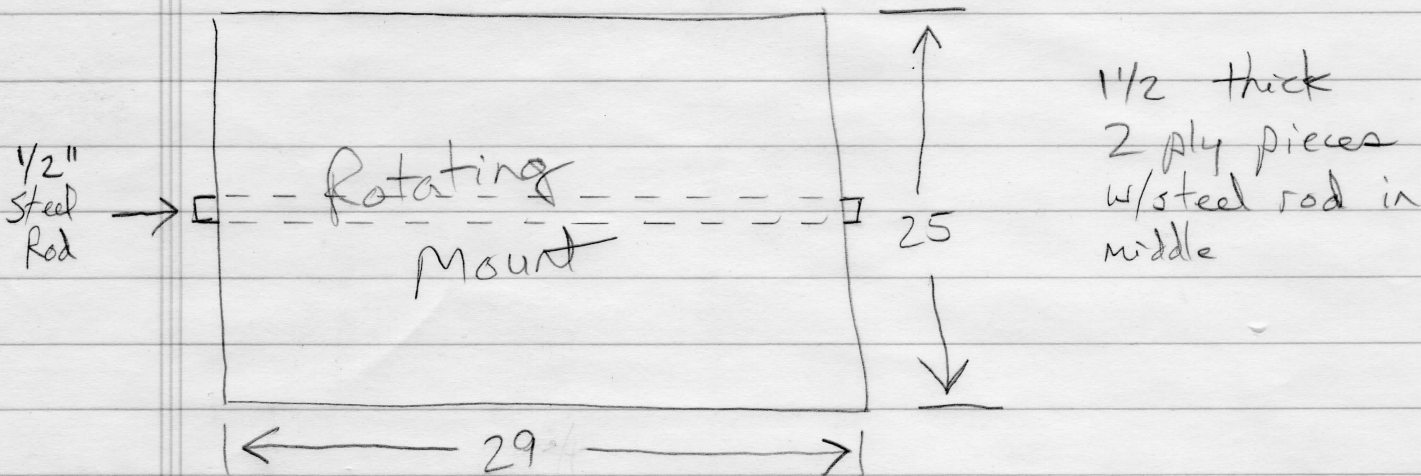 1/2"
Steel
Rod
Rotating
Mount
25
29
1 1/2 thick
2 ply pieces
w/steel rod in
middle